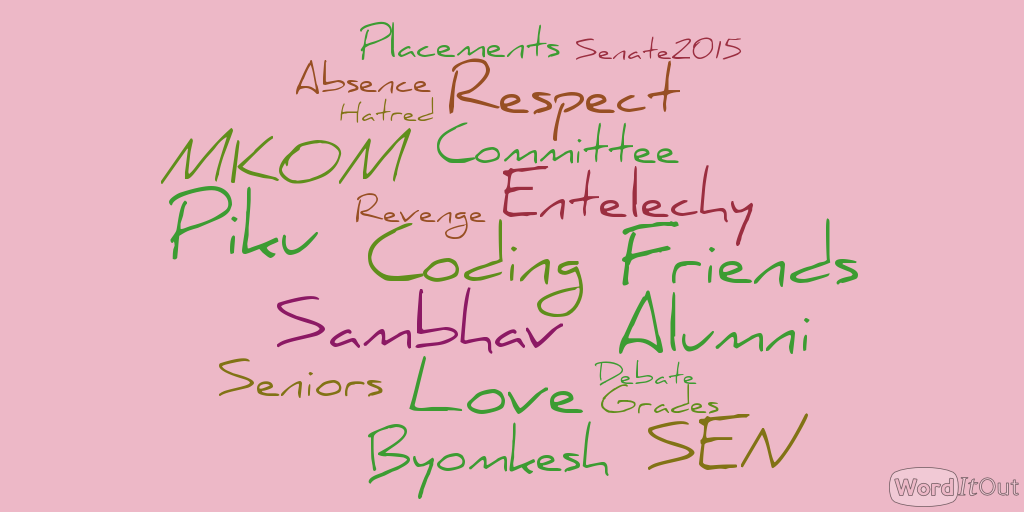 Placements Senate2015
Absence Respect
Hatred
MKOM Committee
Revenge Entelechy
Piku Coding Friends
Sambhav Alumni
Seniors Love Debate
Grades
Byomkesh SEN
WordItOut